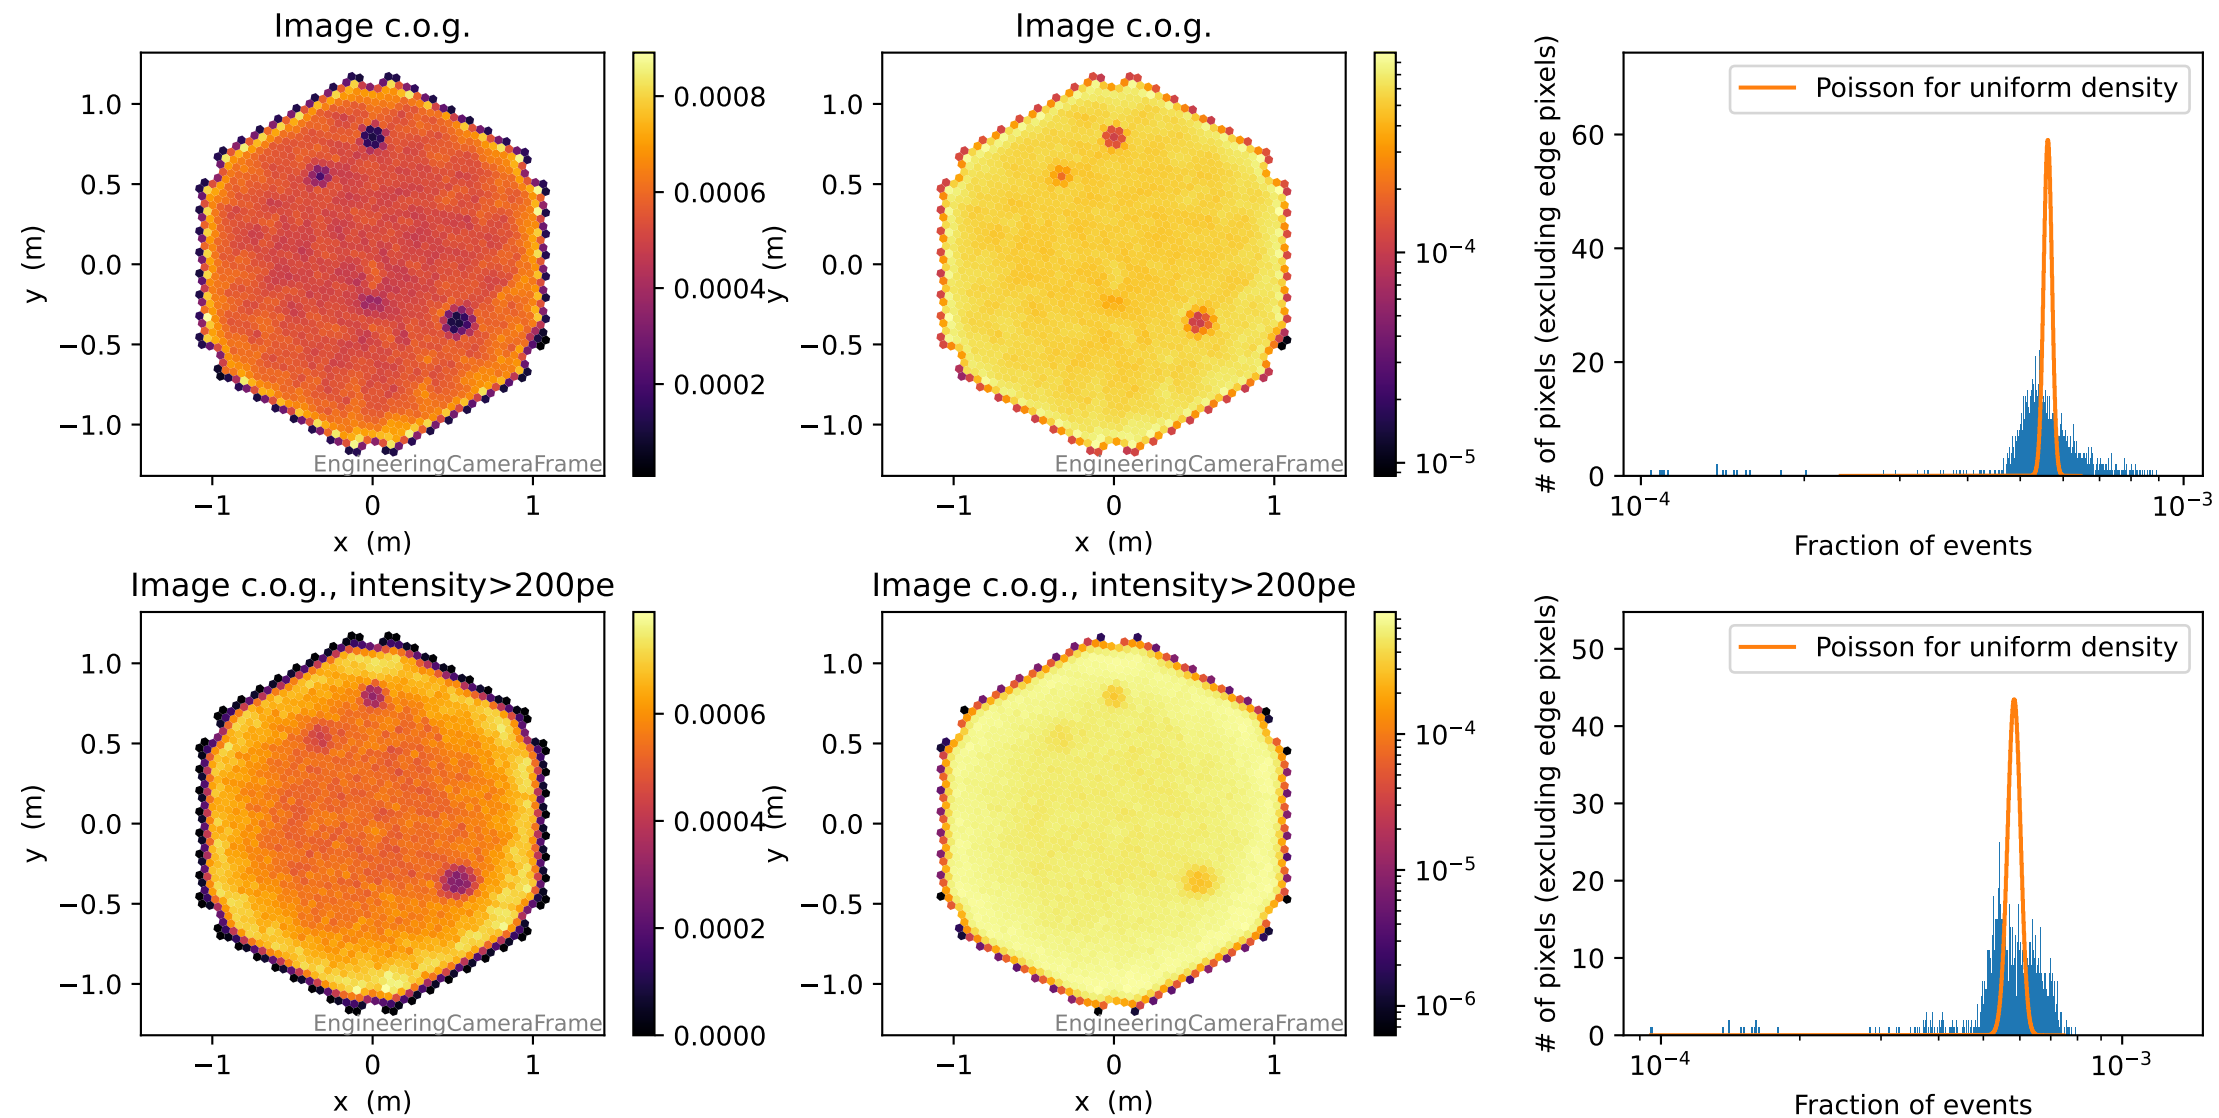 Image c.o.g.
1.0
0.5
0.0
−0.5
−1.0
y (m)
−1
0
1
x (m)
EngineeringCameraFrame
0.0008
0.0006
0.0004
0.0002
Image c.o.g.
1.0
0.5
0.0
−0.5
−1.0
y (m)
−1
0
1
x (m)
EngineeringCameraFrame
10⁻⁴
10⁻⁵
# of pixels (excluding edge pixels)
60
40
20
0
Poisson for uniform density
10⁻⁴
10⁻³
Fraction of events
Image c.o.g., intensity>200pe
1.0
0.5
0.0
−0.5
−1.0
y (m)
−1
0
1
x (m)
EngineeringCameraFrame
0.0006
0.0004
0.0002
0.0000
Image c.o.g., intensity>200pe
1.0
0.5
0.0
−0.5
−1.0
y (m)
−1
0
1
x (m)
EngineeringCameraFrame
10⁻⁴
10⁻⁵
10⁻⁶
# of pixels (excluding edge pixels)
50
40
30
20
10
0
Poisson for uniform density
10⁻⁴
10⁻³
Fraction of events